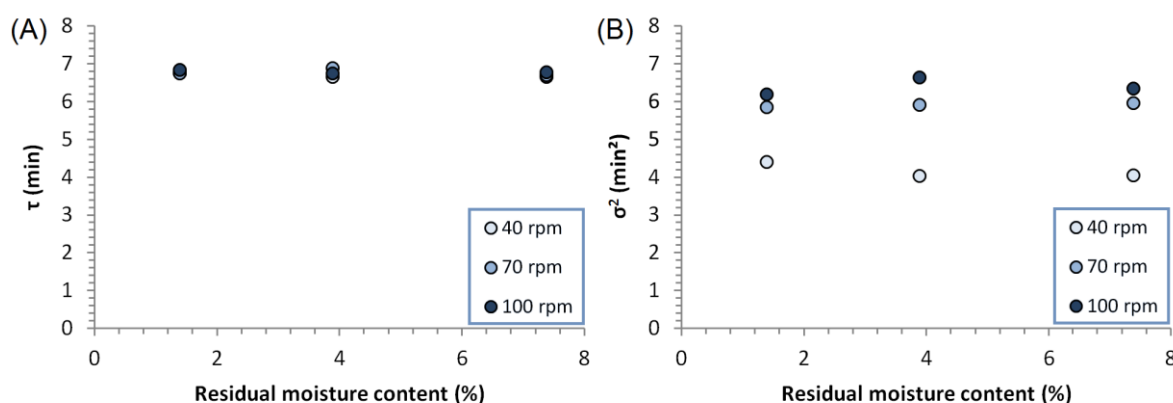 (A)
τ (min)
8
7
6
5
4
3
2
1
0
0 2 4 6 8
Residual moisture content (%)
40 rpm
70 rpm
100 rpm
(B)
σ² (min²)
8
7
6
5
4
3
2
1
0
0 2 4 6 8
Residual moisture content (%)
40 rpm
70 rpm
100 rpm